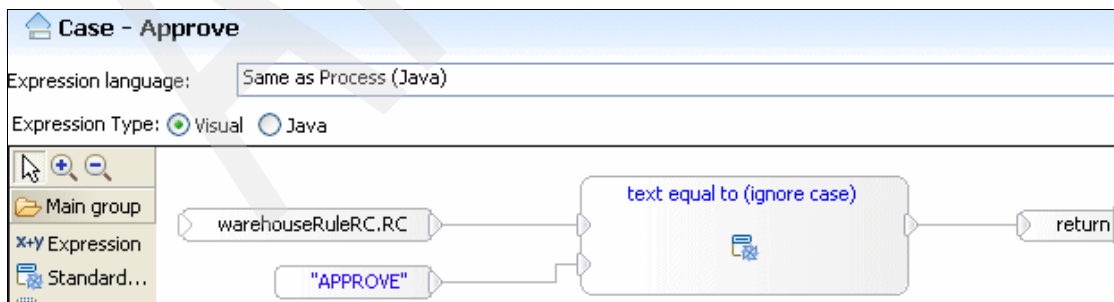 Case - Approve
Expression language: Same as Process (Java)
Expression Type: Visual Java
Main group
x+y Expression
Standard...
warehouseRuleRC.RC
"APPROVE"
text equal to (ignore case)
return